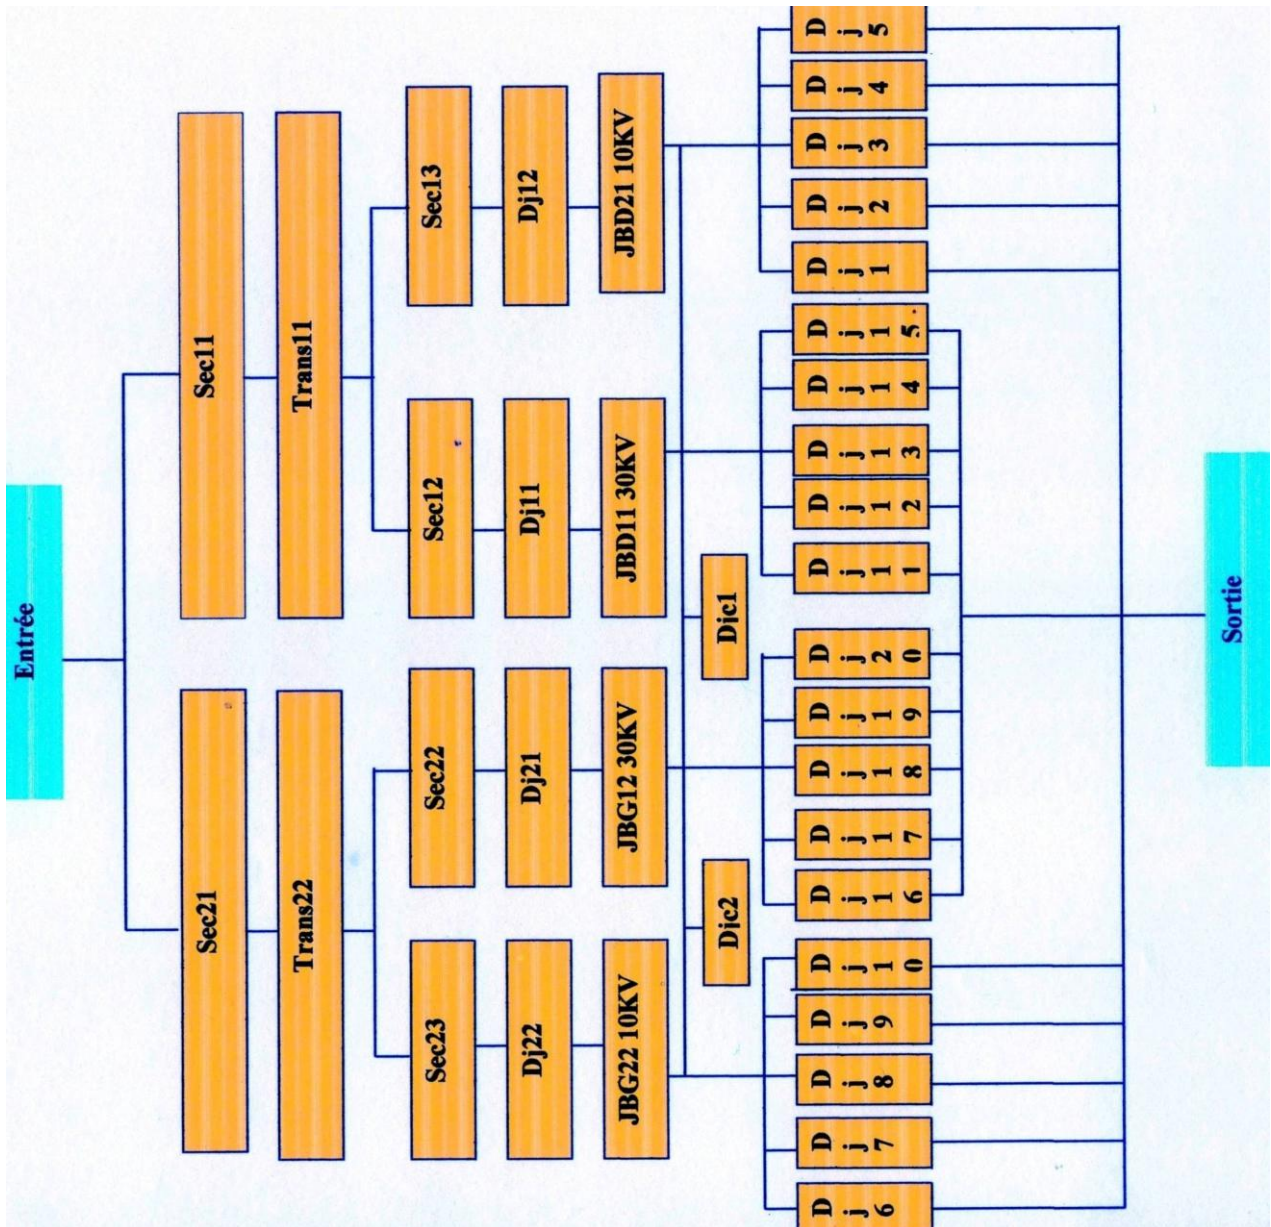 Entrée
Sec21
Sec11
Trans22
Trans11
Sec23
Sec22
Sec12
Sec13
Dj22
Dj21
Dj11
Dj12
JBG22 10KV
JBG12 30KV
JBD11 30KV
JBD21 10KV
Djc2
Djc1
Dj6
Dj7
Dj8
Dj9
Dj10
Dj16
Dj17
Dj18
Dj19
Dj20
Dj11
Dj12
Dj13
Dj14
Dj15
Dj1
Dj2
Dj3
Dj4
Dj5
Sortie